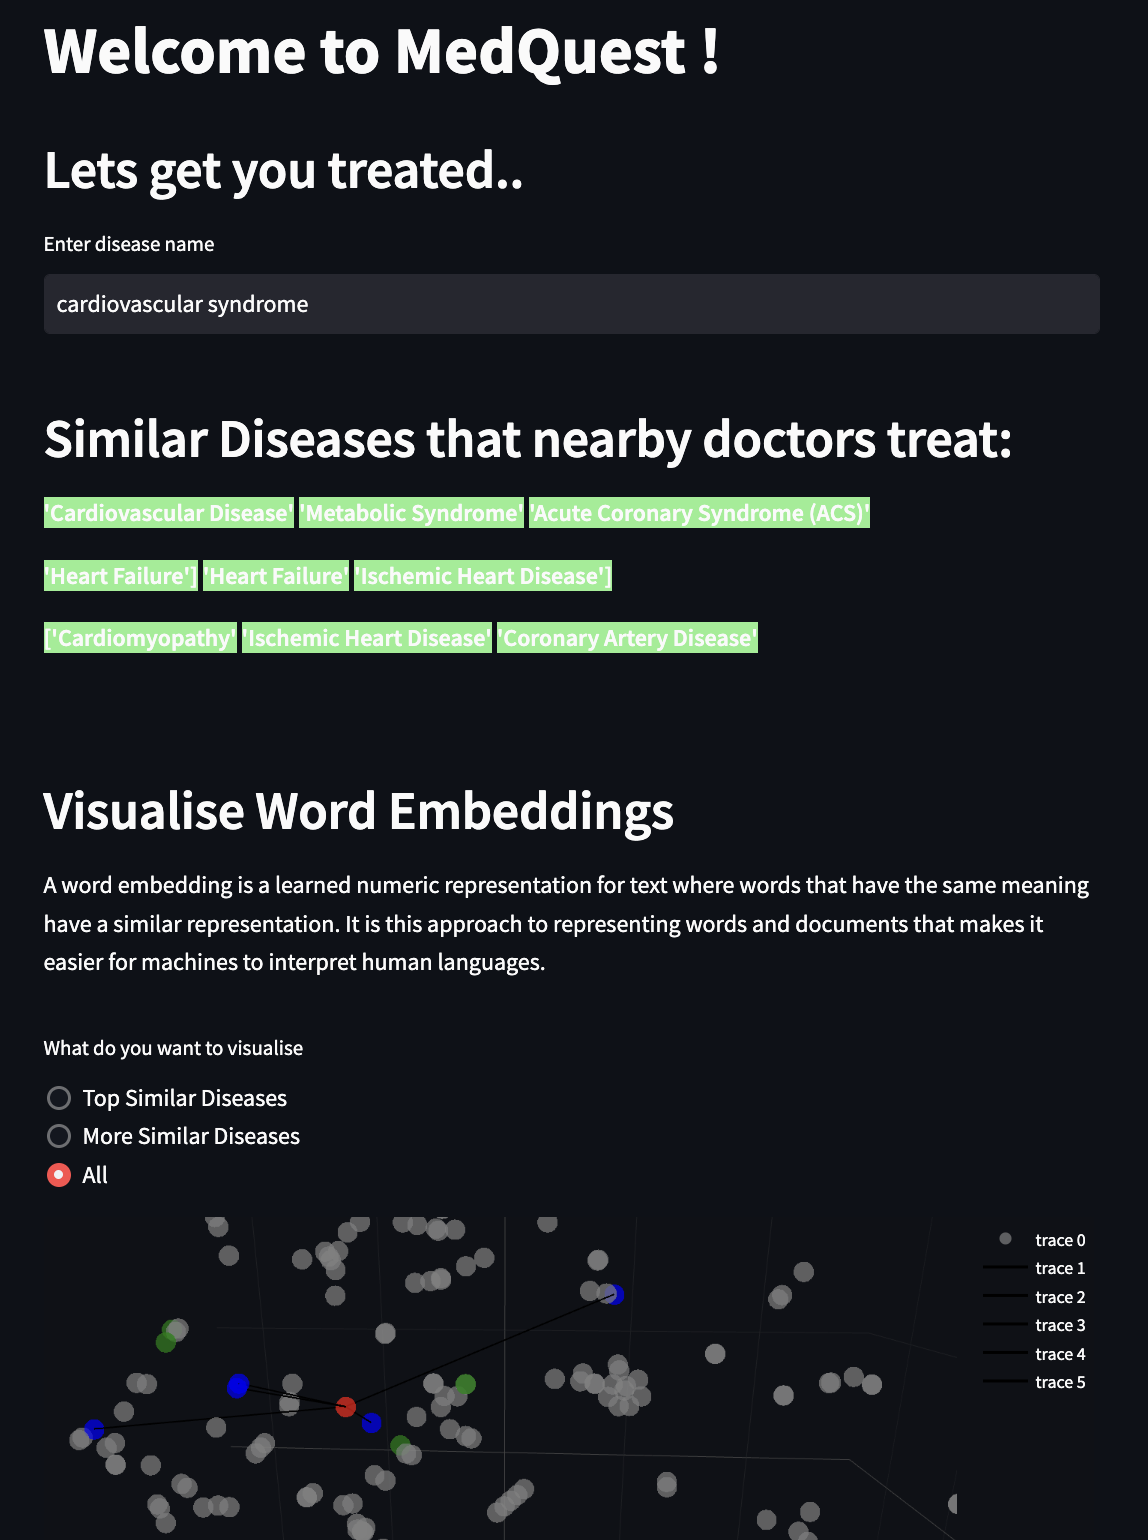 Welcome to MedQuest !
Lets get you treated..
Enter disease name
cardiovascular syndrome
Similar Diseases that nearby doctors treat:
'Cardiovascular Disease' 'Metabolic Syndrome' 'Acute Coronary Syndrome (ACS)'
'Heart Failure'] 'Heart Failure' 'Ischemic Heart Disease']
['Cardiomyopathy' 'Ischemic Heart Disease' 'Coronary Artery Disease'
Visualise Word Embeddings
A word embedding is a learned numeric representation for text where words that have the same meaning
have a similar representation. It is this approach to representing words and documents that makes it
easier for machines to interpret human languages.
What do you want to visualise
Top Similar Diseases
More Similar Diseases
All
trace 0
trace 1
trace 2
trace 3
trace 4
trace 5